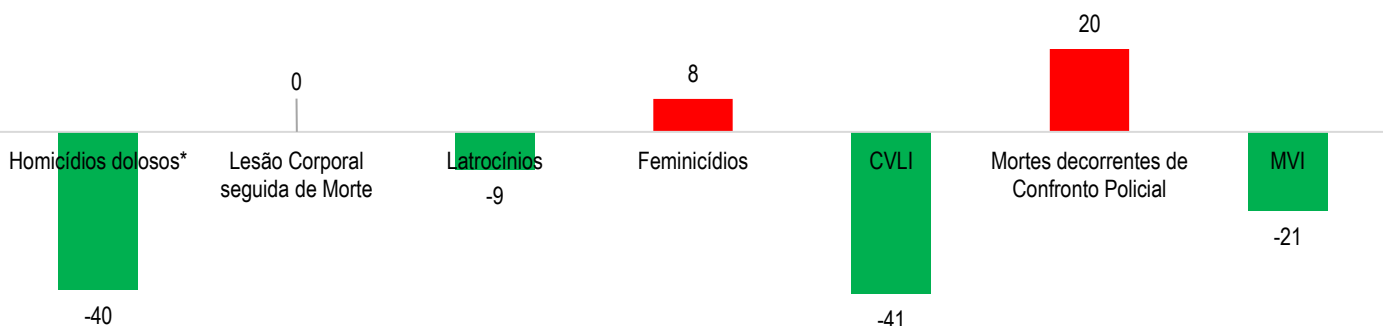 20
0
8
Homicídios dolosos*
Lesão Corporal
seguida de Morte
Latrocínios
Feminicídios
CVLI
Mortes decorrentes de
Confronto Policial
MVI
-9
-21
-40
-41